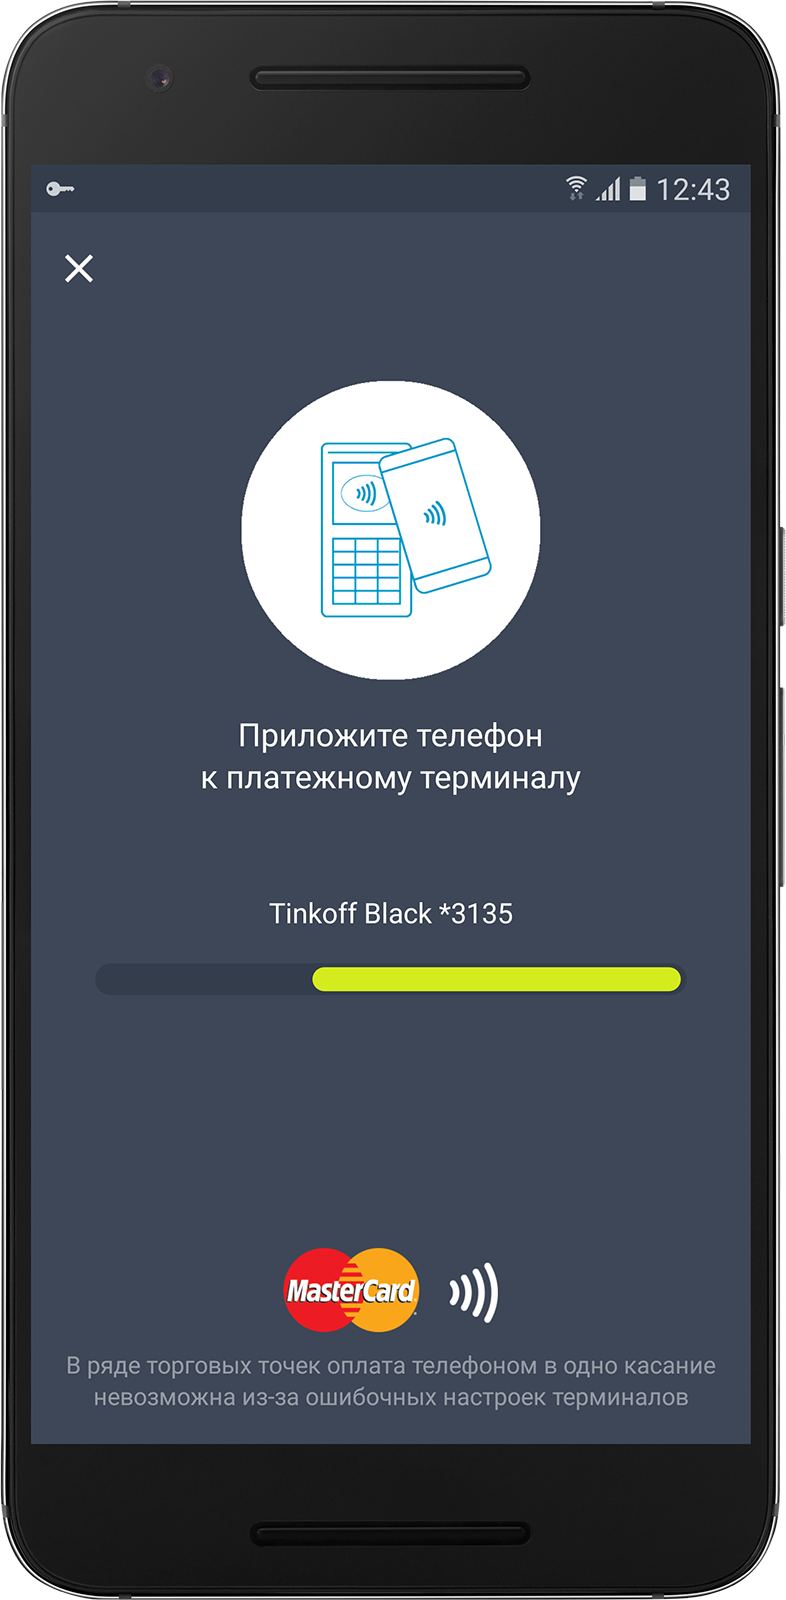 12:43
Приложите телефон
к платежному терминалу
Tinkoff Black *3135
MasterCard
В ряде торговых точек оплата телефоном в одно касание
невозможна из-за ошибочных настроек терминалов